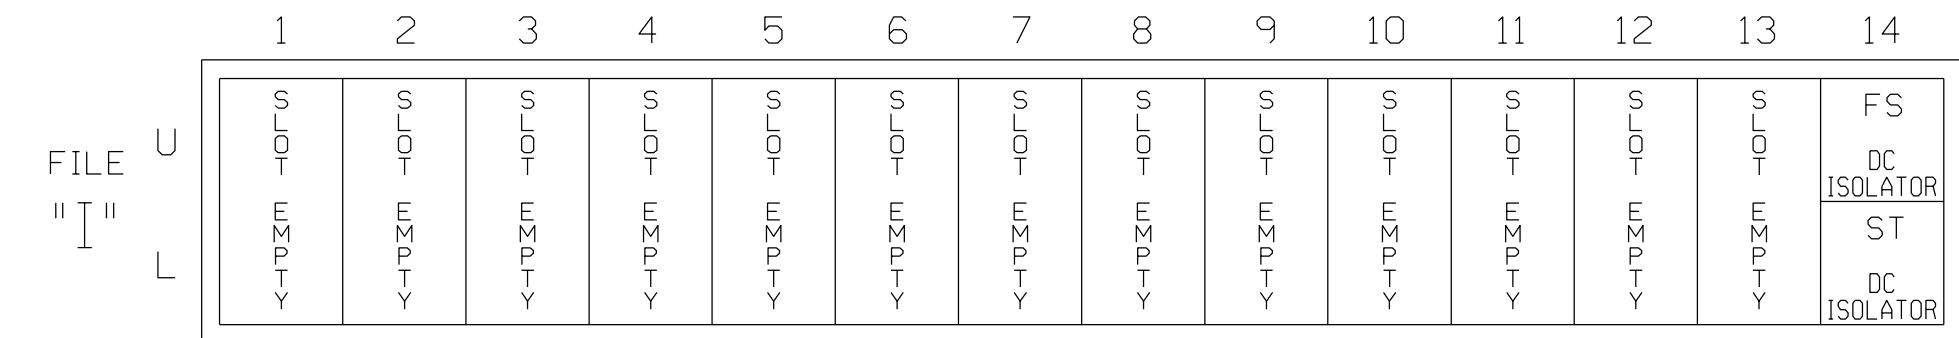 1 2 3 4 5 6 7 8 9 10 11 12 13 14
FILE
"I"
U
L
SLOT EMPTY
SLOT EMPTY
SLOT EMPTY
SLOT EMPTY
SLOT EMPTY
SLOT EMPTY
SLOT EMPTY
SLOT EMPTY
SLOT EMPTY
SLOT EMPTY
SLOT EMPTY
SLOT EMPTY
SLOT EMPTY
FS
DC
ISOLATOR
ST
DC
ISOLATOR